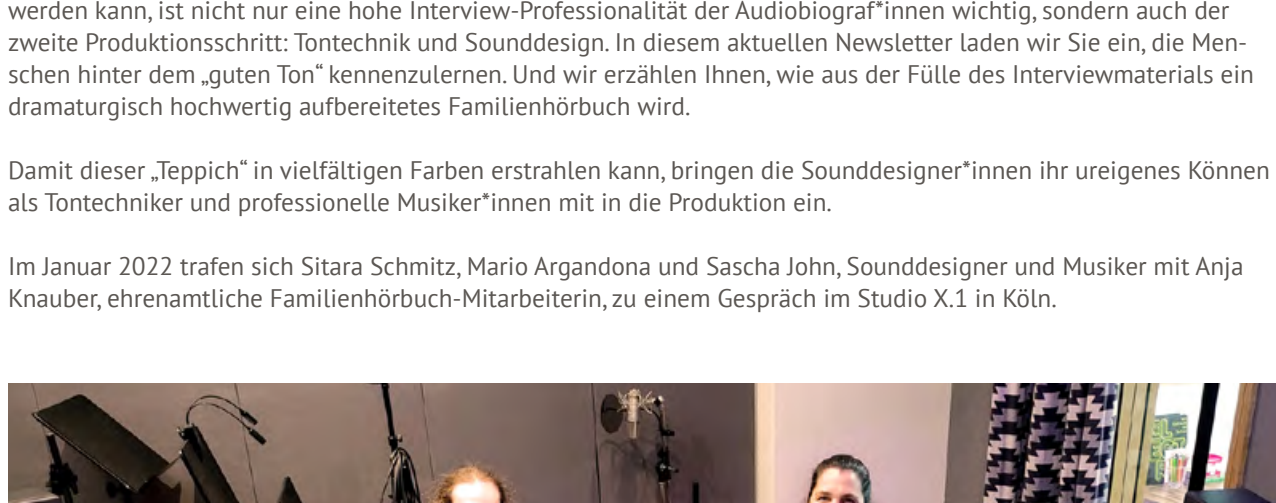 werden kann, ist nicht nur eine hohe Interview-Professionalität der Audiobiograf*innen wichtig, sondern auch der
zweite Produktionsschritt: Tontechnik und Sounddesign. In diesem aktuellen Newsletter laden wir Sie ein, die Men-
schen hinter dem „guten Ton“ kennenzulernen. Und wir erzählen Ihnen, wie aus der Fülle des Interviewmaterials ein
dramaturgisch hochwertig aufbereitetes Familienhörbuch wird.
Damit dieser „Teppich“ in vielfältigen Farben erstrahlen kann, bringen die Sounddesigner*innen ihr ureigenes Können
als Tontechniker und professionelle Musiker*innen mit in die Produktion ein.
Im Januar 2022 trafen sich Sitara Schmitz, Mario Argandona und Sascha John, Sounddesigner und Musiker mit Anja
Knauber, ehrenamtliche Familienhörbuch-Mitarbeiterin, zu einem Gespräch im Studio X.1 in Köln.